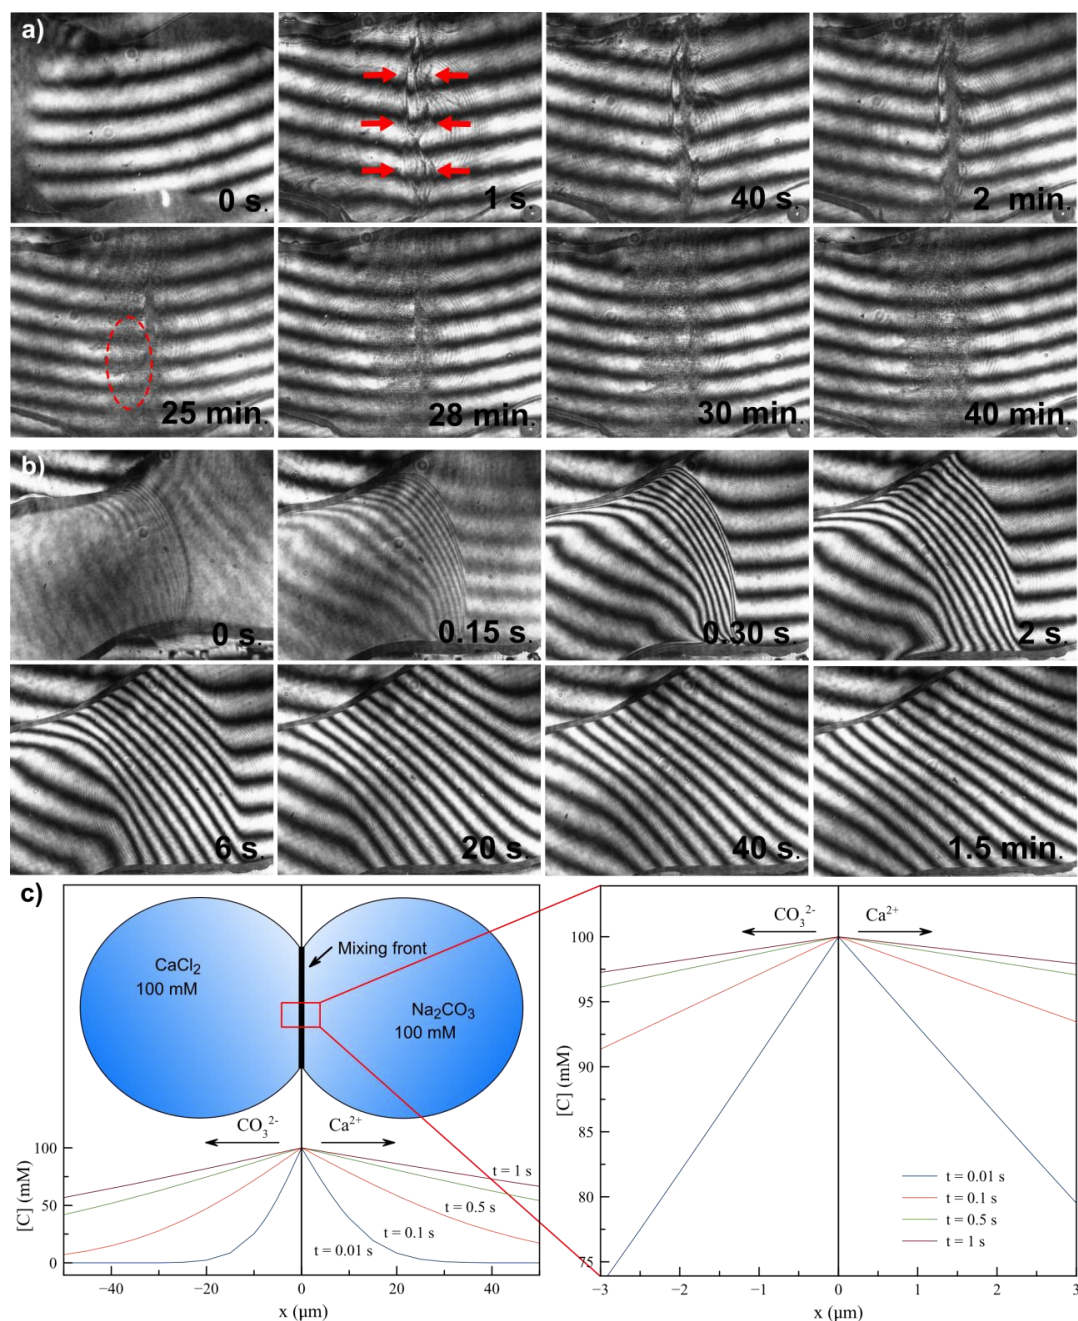 a)
0 s.
1 s.
40 s.
2 min.
25 min.
28 min.
30 min.
40 min.
b)
0 s.
0.15 s.
0.30 s.
2 s.
6 s.
20 s.
40 s.
1.5 min.
c)
Mixing front
CaCl2
100 mM
Na2CO3
100 mM
CO3 2-
Ca2+
100
50
0
[C] (mM)
t = 1 s
t = 0.5 s
t = 0.1 s
t = 0.01 s
−40
−20
0
20
40
x (µm)
CO3 2-
Ca2+
100
95
90
85
80
75
[C] (mM)
t = 0.01 s
t = 0.1 s
t = 0.5 s
t = 1 s
−3
−2
−1
0
1
2
3
x (µm)